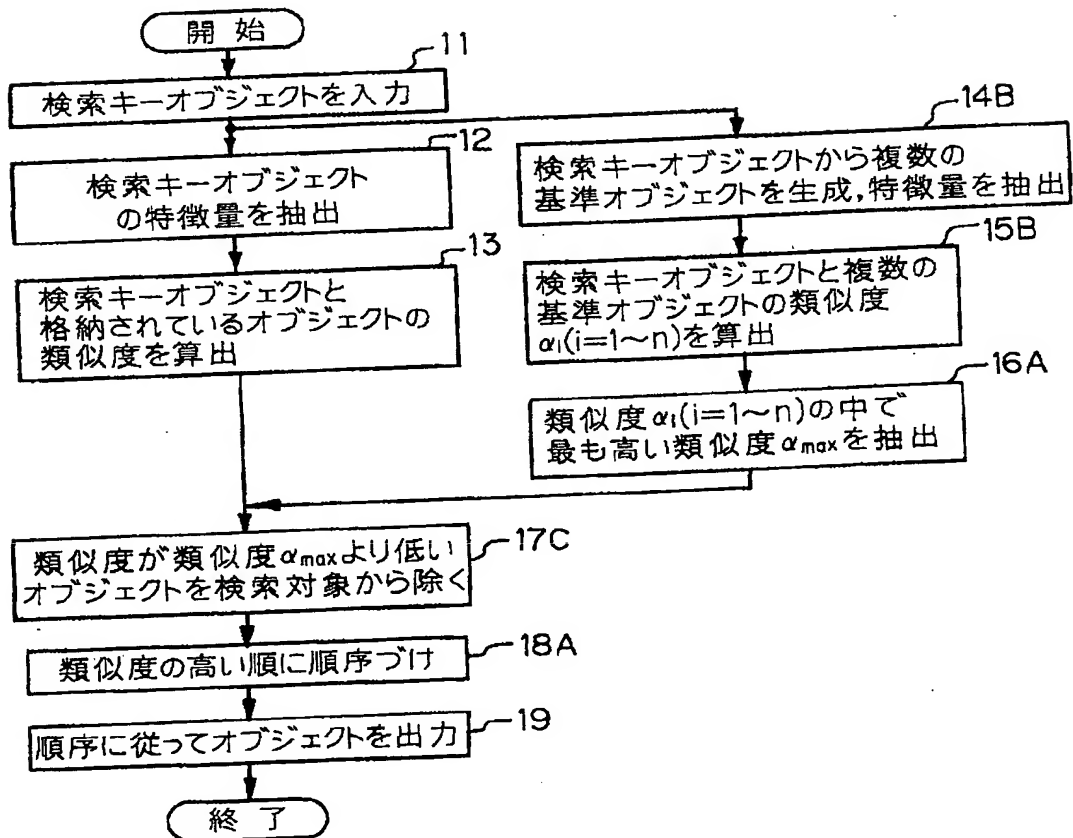 開始
11
検索キーオブジェクトを入力
12
検索キーオブジェクト
の特徴量を抽出
13
検索キーオブジェクトと
格納されているオブジェクトの
類似度を算出
14B
検索キーオブジェクトから複数の
基準オブジェクトを生成,特徴量を抽出
15B
検索キーオブジェクトと複数の
基準オブジェクトの類似度
αi(i=1~n)を算出
16A
類似度αi(i=1~n)の中で
最も高い類似度αmaxを抽出
17C
類似度が類似度αmaxより低い
オブジェクトを検索対象から除く
18A
類似度の高い順に順序づけ
19
順序に従ってオブジェクトを出力
終了